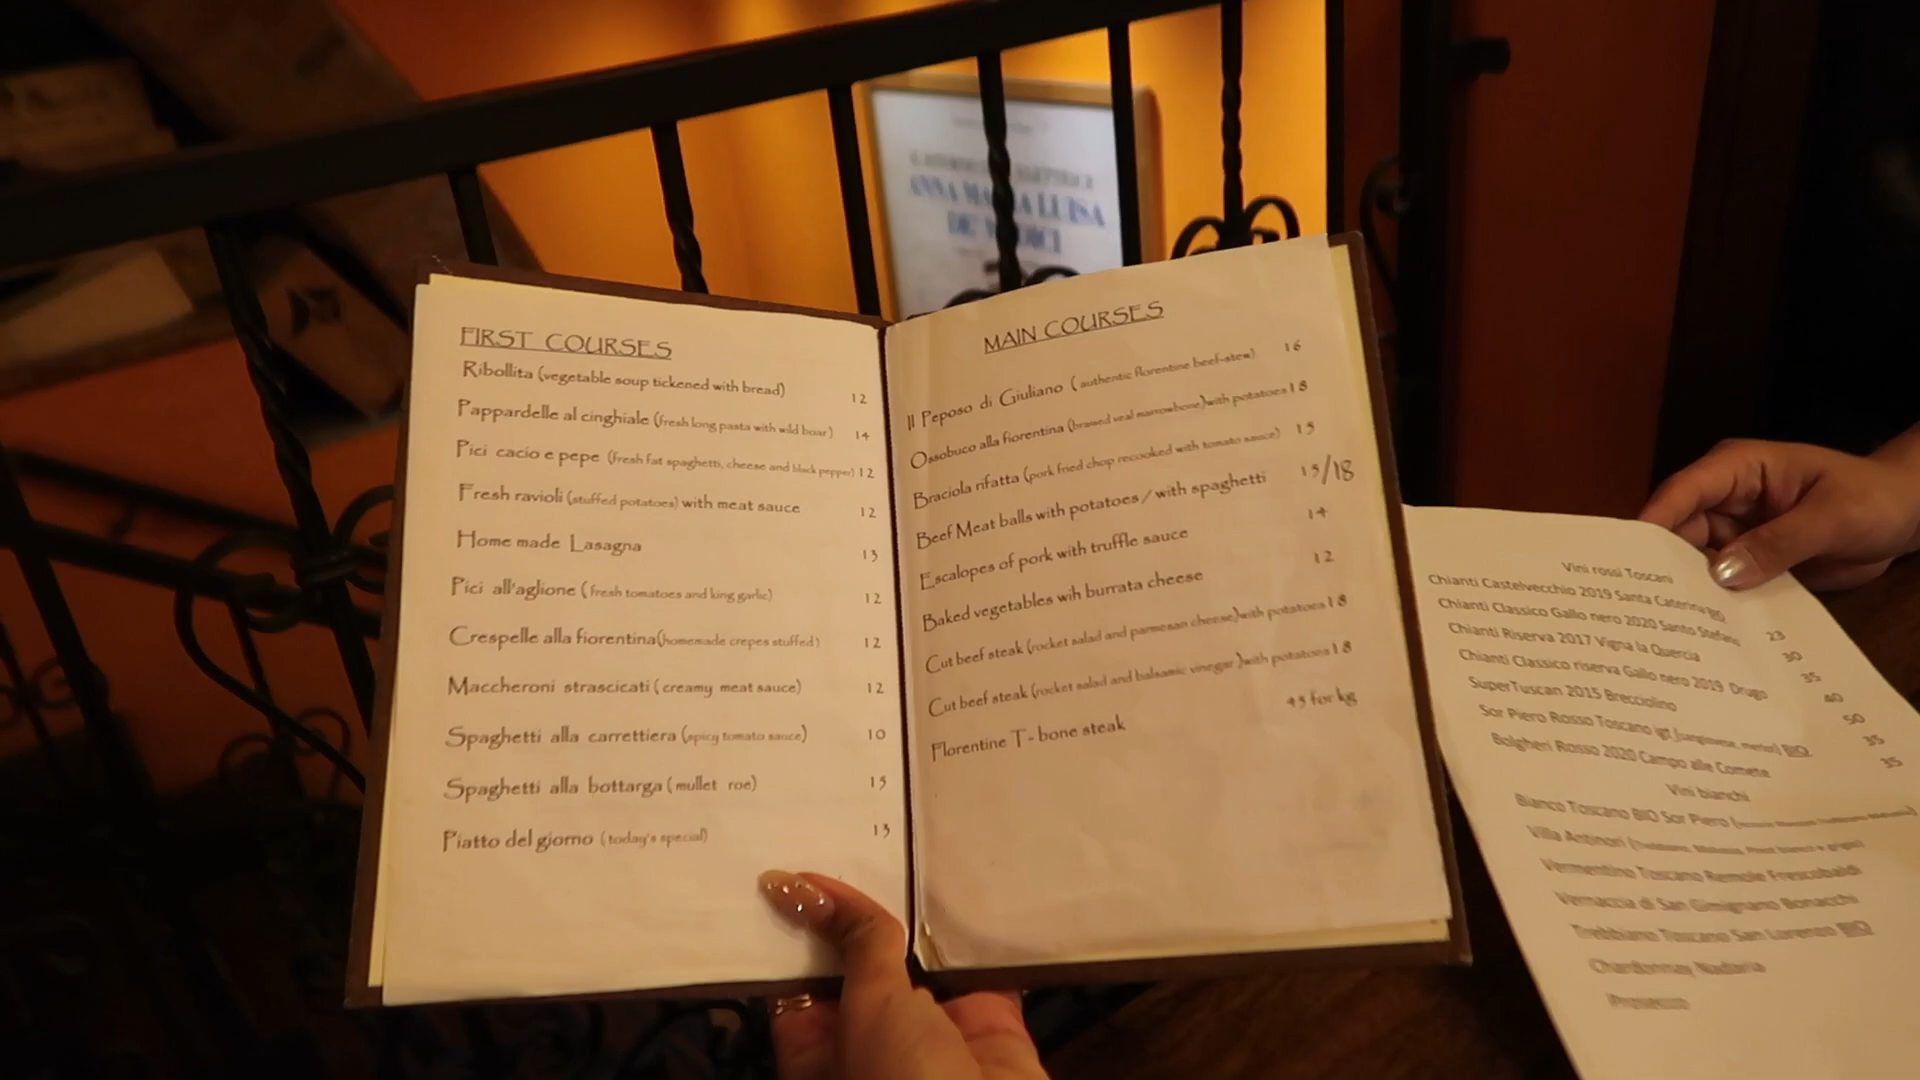 ANNA MARIA LUISA
DE' MEDICI
FIRST COURSES
Ribollita (vegetable soup tickened with bread) 12
Pappardelle al cinghiale (fresh long pasta with wild boar) 14
Pici cacio e pepe (fresh fat spaghetti, cheese and black pepper) 12
Fresh ravioli (stuffed potatoes) with meat sauce 12
Home made Lasagna 13
Pici all'aglione (fresh tomatoes and king garlic) 12
Crespelle alla fiorentina(homemade crepes stuffed) 12
Maccheroni strascicati (creamy meat sauce) 12
Spaghetti alla carrettiera (spicy tomato sauce) 10
Spaghetti alla bottarga (mullet roe) 15
Piatto del giorno (today's special) 13
MAIN COURSES
Il Peposo di Giuliano (authentic florentine beef-stew) 16
Ossobuco alla fiorentina (braised veal marrowbone)with potatoes 18
Braciola rifatta (pork fried chop recooked with tomato sauce) 15
Beef Meat balls with potatoes / with spaghetti 15/18
Escalopes of pork with truffle sauce 14
Baked vegetables wih burrata cheese 12
Cut beef steak (rocket salad and parmesan cheese)with potatoes 18
Cut beef steak (rocket salad and balsamic vinegar )with potatoes 18
Florentine T-bone steak 45 for kg
Vini rossi Toscani
Chianti Castelvecchio 2019 Santa Caterina BIO 23
Chianti Classico Gallo nero 2020 Santo Stefano 30
Chianti Riserva 2017 Vigna la Quercia 35
Chianti Classico riserva Gallo nero 2019 Drugo 40
SuperTuscan 2015 Brecciolino 50
Sor Piero Rosso Toscano igt (sangiovese, merlot) BIO 35
Bolgheri Rosso 2020 Campo alle Comete 35
Vini bianchi
Bianco Toscano BIO Sor Piero
Villa Antinori
Vermentino Toscano Remole Frescobaldi
Vernaccia di San Gimignano Bonacchi
Trebbiano Toscano San Lorenzo BIO
Chardonnay
Prosecco